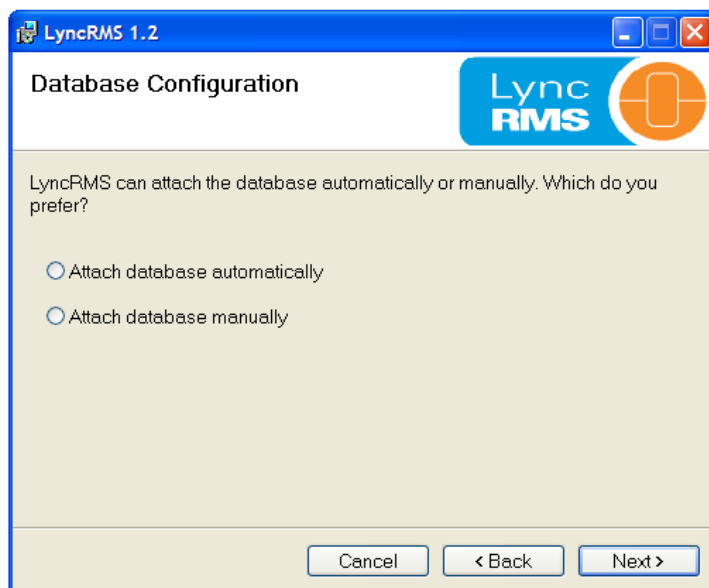 LyncRMS 1.2
Database Configuration
Lync
RMS
LyncRMS can attach the database automatically or manually. Which do you
prefer?
Attach database automatically
Attach database manually
Cancel
< Back
Next >